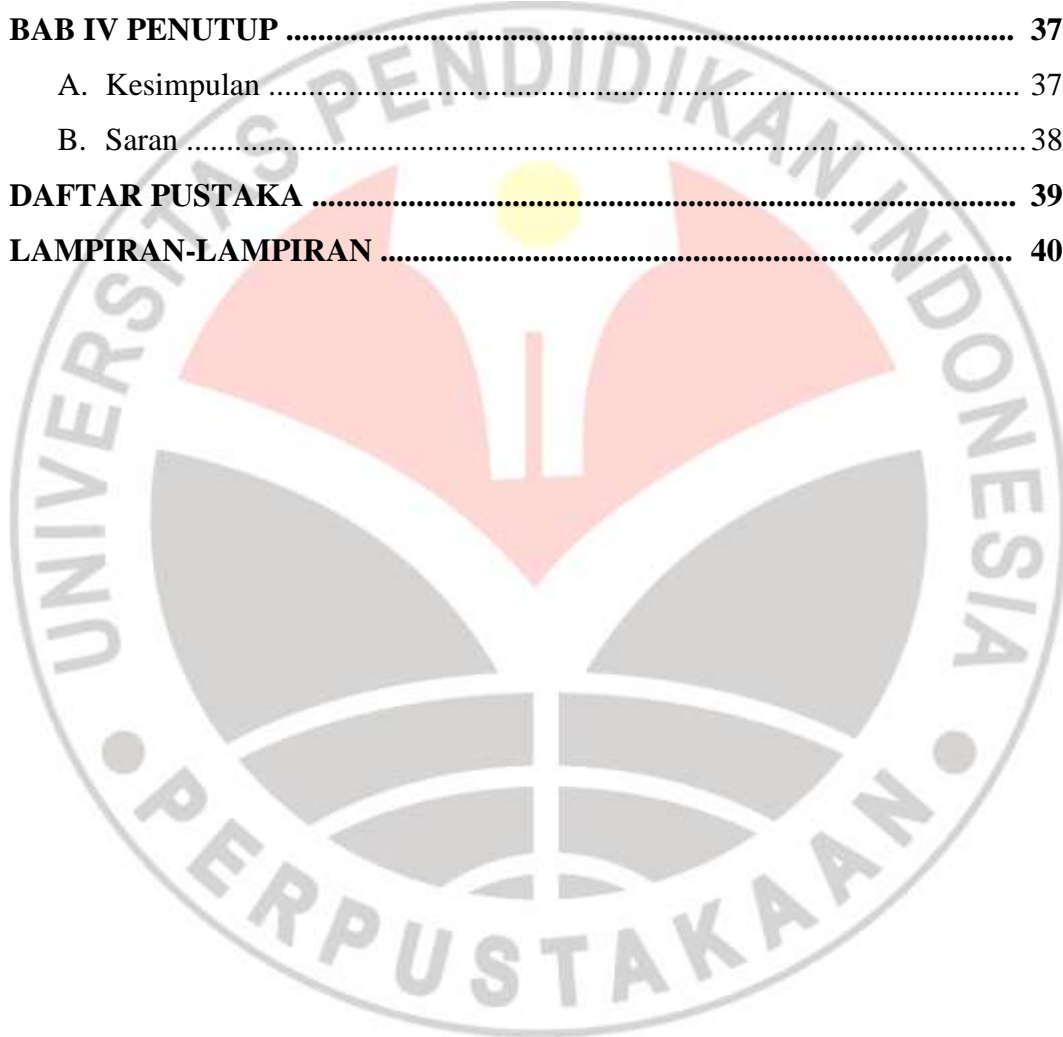 BAB IV PENUTUP ........................................................................................... 37
A. Kesimpulan .............................................................................................. 37
B. Saran ........................................................................................................ 38
DAFTAR PUSTAKA ........................................................................................ 39
LAMPIRAN-LAMPIRAN ............................................................................... 40
UNIVERSITAS PENDIDIKAN INDONESIA
PERPUSTAKAAN